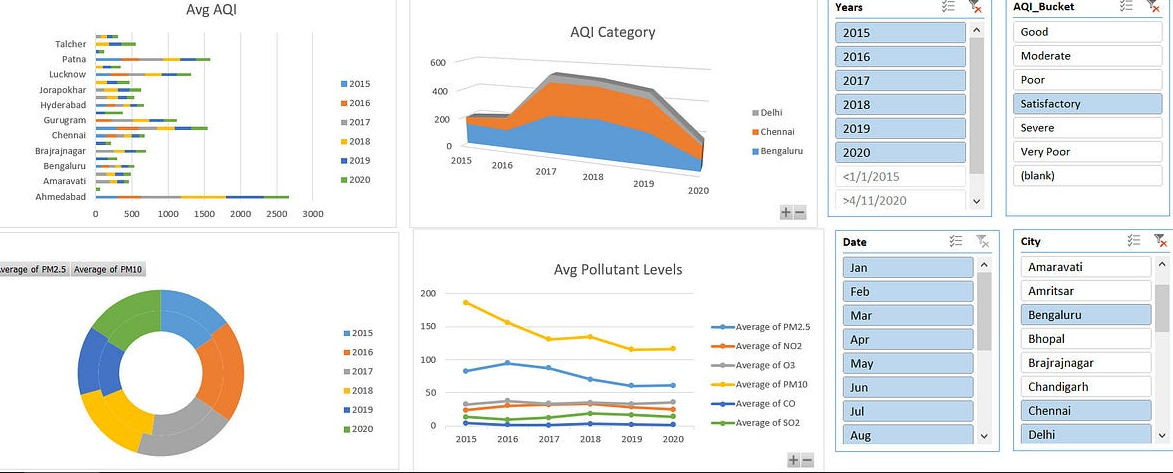 Avg AQI
Talcher
Patna
Lucknow
Jorapokhar
Hyderabad
Gurugram
Chennai
Brajrajnagar
Bengaluru
Amaravati
Ahmedabad
0 500 1000 1500 2000 2500 3000
2015
2016
2017
2018
2019
2020
AQI Category
600
400
200
0
2015 2016 2017 2018 2019 2020
Delhi
Chennai
Bengaluru
Years
2015
2016
2017
2018
2019
2020
<1/1/2015
>4/11/2020
AQI_Bucket
Good
Moderate
Poor
Satisfactory
Severe
Very Poor
(blank)
verage of PM2.5 Average of PM10
2015
2016
2017
2018
2019
2020
Avg Pollutant Levels
200
150
100
50
0
2015 2016 2017 2018 2019 2020
Average of PM2.5
Average of NO2
Average of O3
Average of PM10
Average of CO
Average of SO2
Date
Jan
Feb
Mar
Apr
May
Jun
Jul
Aug
City
Amaravati
Amritsar
Bengaluru
Bhopal
Brajrajnagar
Chandigarh
Chennai
Delhi